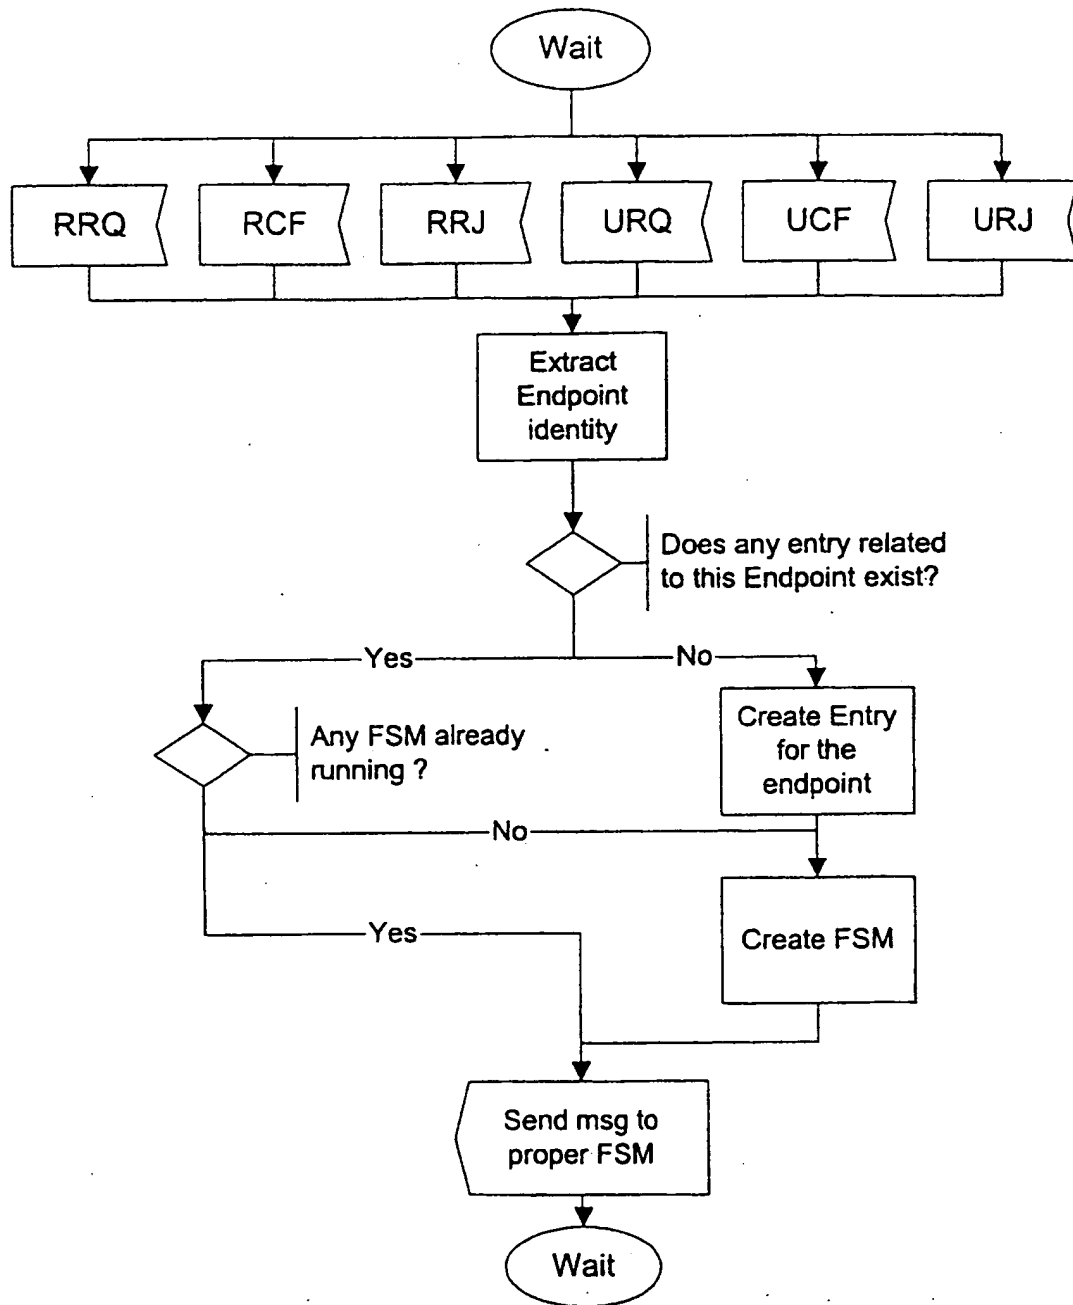 Wait
RRQ
RCF
RRJ
URQ
UCF
URJ
Extract
Endpoint
identity
Does any entry related
to this Endpoint exist?
Yes
No
Any FSM already
running ?
Create Entry
for the
endpoint
No
Create FSM
Yes
Send msg to
proper FSM
Wait